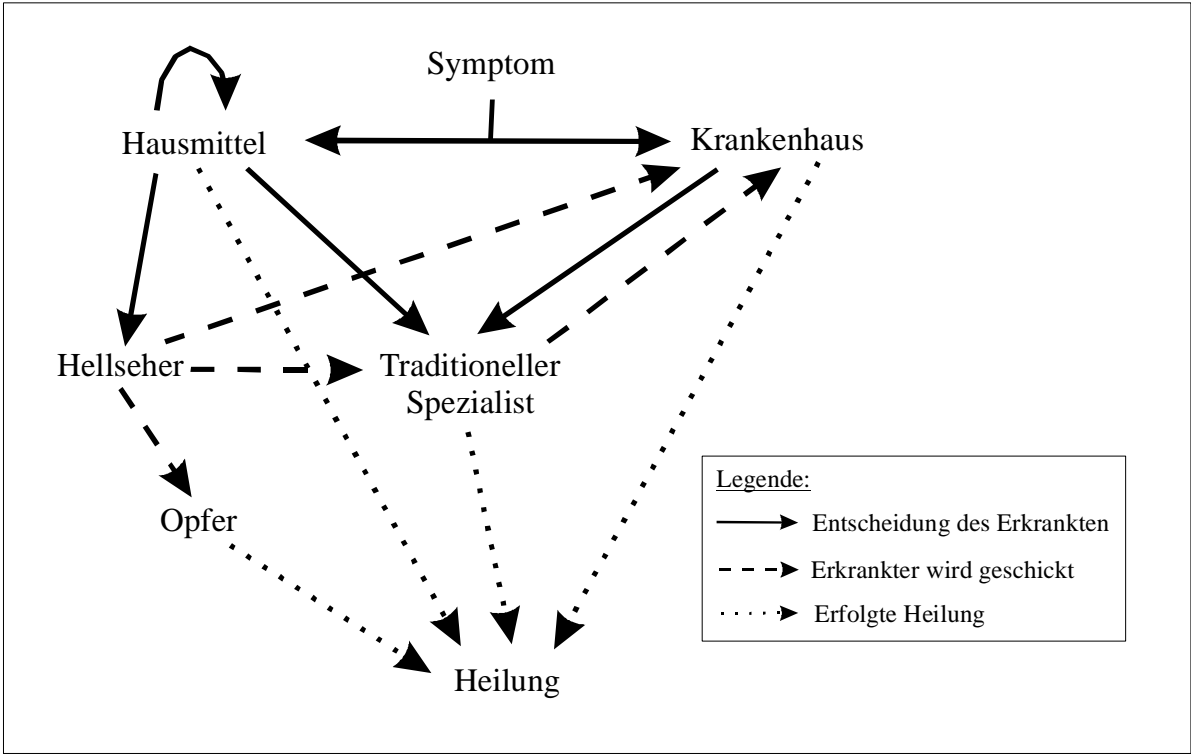 Symptom
Hausmittel
Krankenhaus
Hellseher
Traditioneller
Spezialist
Opfer
Heilung
Legende:
Entscheidung des Erkrankten
Erkrankter wird geschickt
Erfolgte Heilung